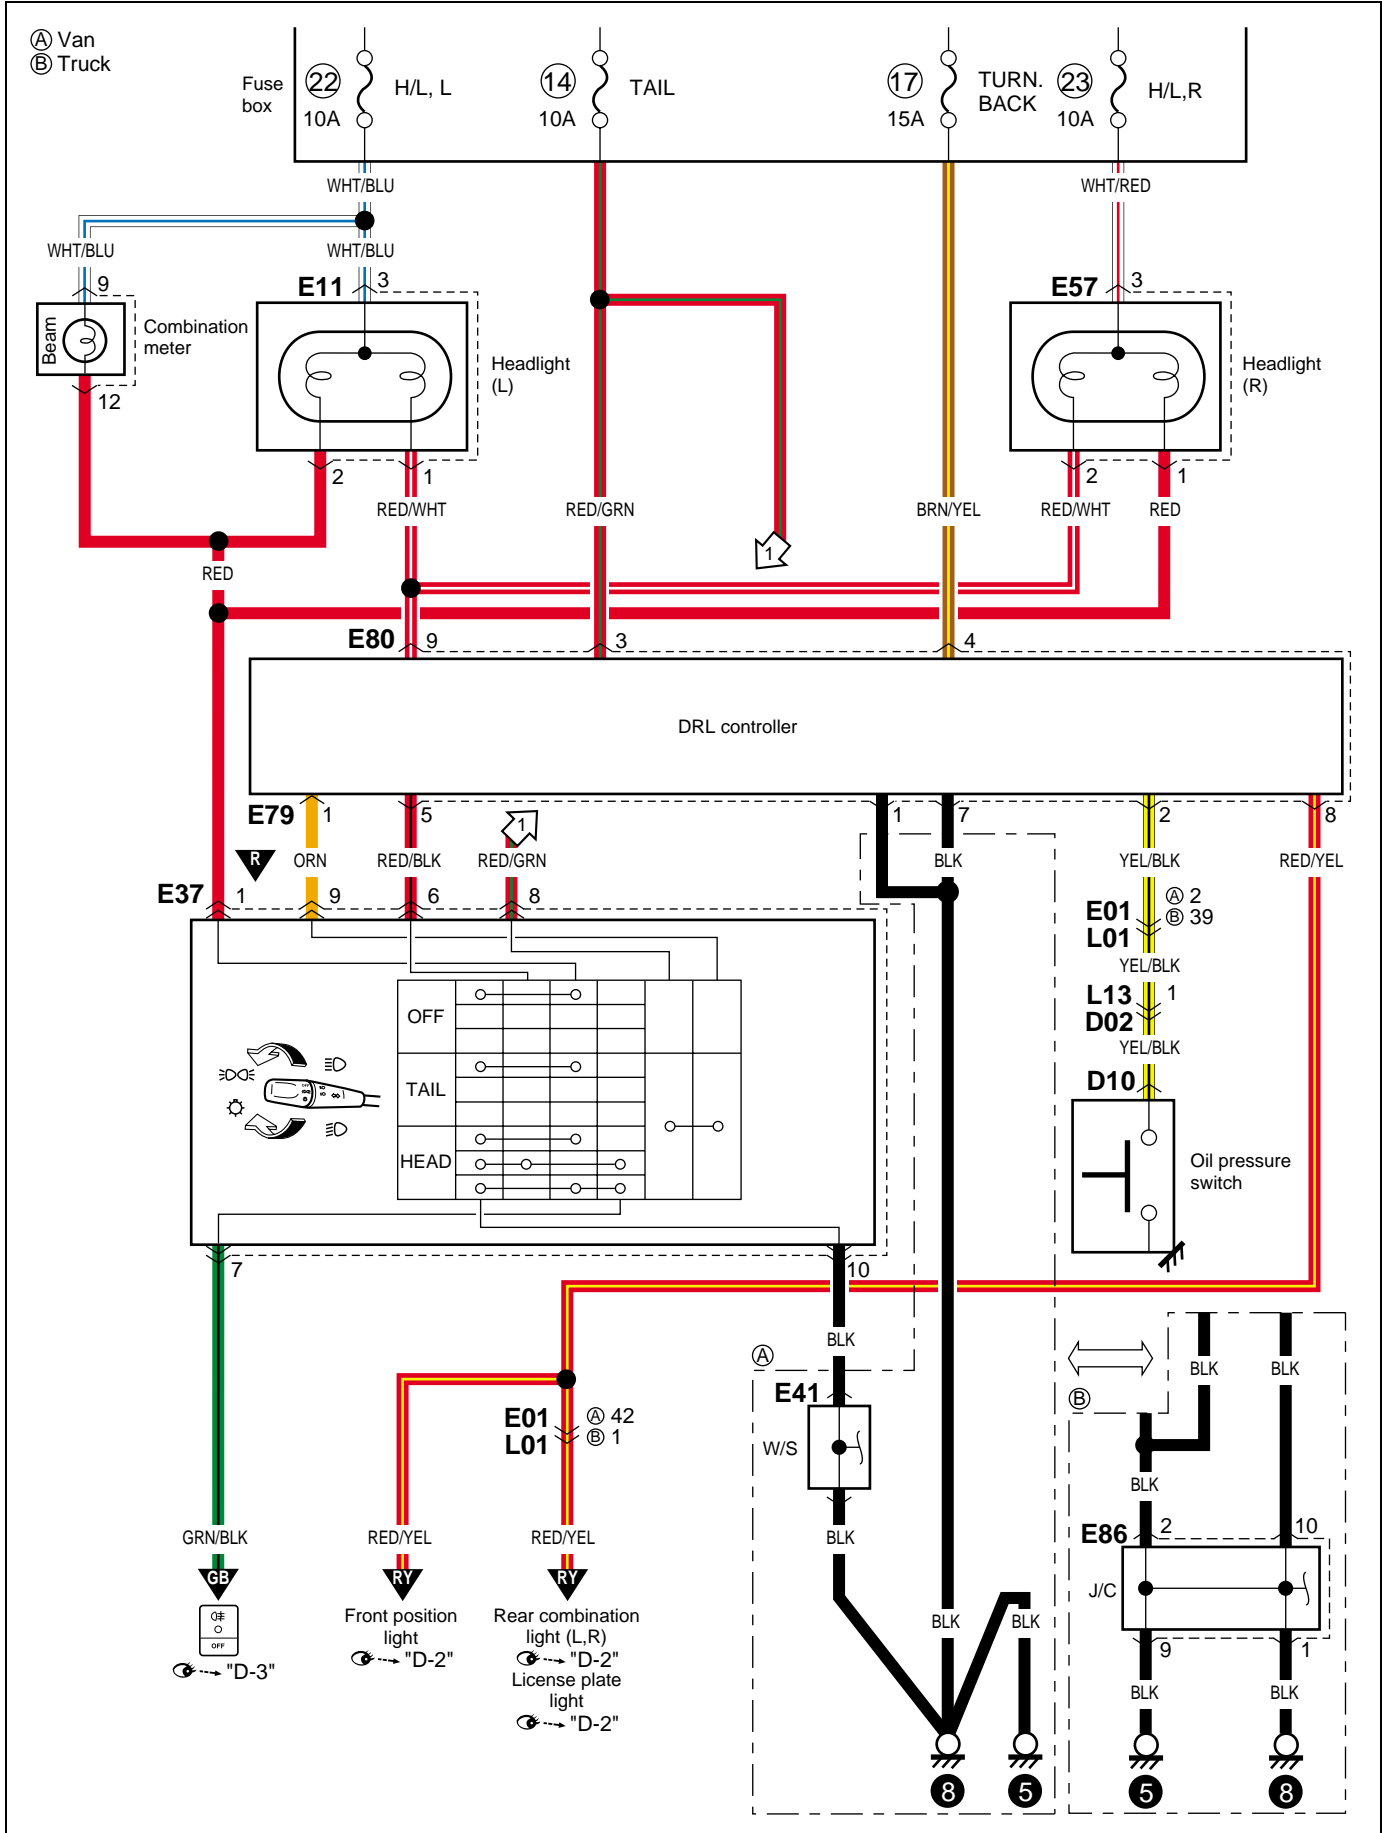 Ⓐ Van
Ⓑ Truck
Fuse
box
22
10A
H/L, L
14
10A
TAIL
17
15A
TURN.
BACK
23
10A
H/L,R
WHT/BLU
WHT/RED
WHT/BLU
WHT/BLU
9
E11
3
E57
3
Beam
Combination
meter
Headlight
(L)
Headlight
(R)
12
2
1
2
1
RED/WHT
RED/GRN
BRN/YEL
RED/WHT
RED
1
RED
E80
9
3
4
DRL controller
E79
1
5
1
1
7
2
8
R
ORN
RED/BLK
RED/GRN
BLK
YEL/BLK
RED/YEL
E37
1
9
6
8
E01
L01
Ⓐ 2
Ⓑ 39
YEL/BLK
L13
D02
1
YEL/BLK
OFF
TAIL
HEAD
OFF
D10
Oil pressure
switch
7
10
BLK
Ⓐ
BLK
BLK
Ⓑ
E41
E01
L01
Ⓐ 42
Ⓑ 1
W/S
BLK
E86
2
10
GRN/BLK
RED/YEL
RED/YEL
BLK
GB
RY
RY
J/C
OFF
"D-3"
Front position
light
"D-2"
Rear combination
light (L,R)
"D-2"
License plate
light
"D-2"
BLK
BLK
9
1
BLK
BLK
8
5
5
8